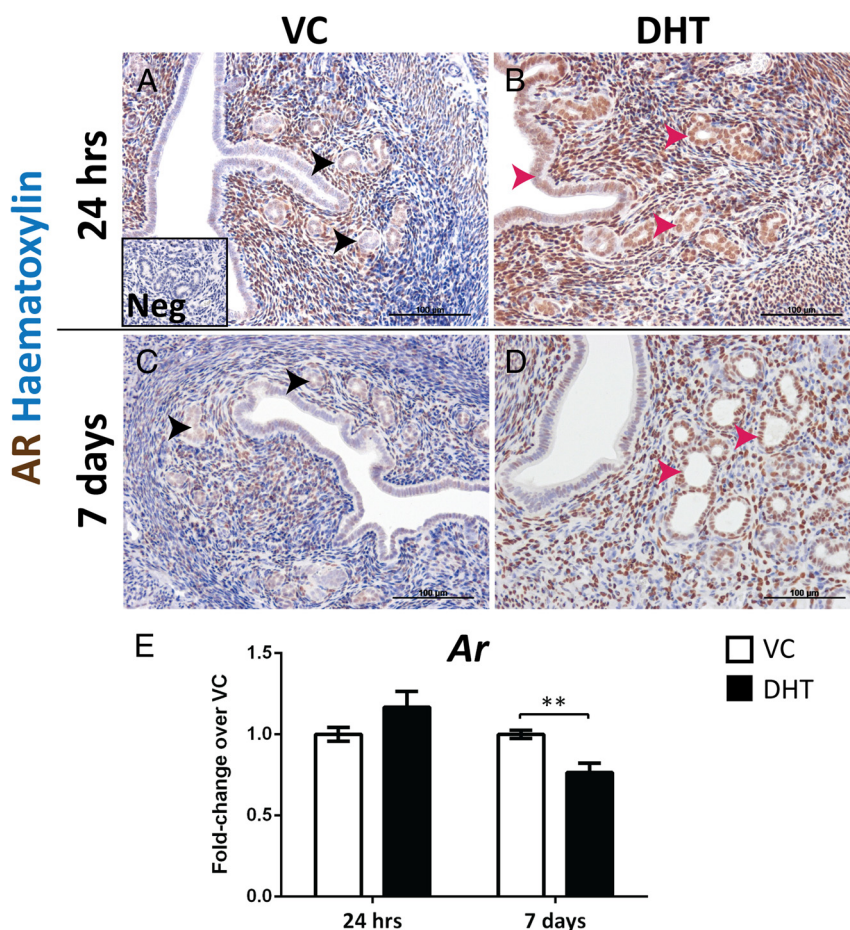 VC DHT
AR Haematoxylin
24 hrs
A
B
Neg
100 µm
100 µm
7 days
C
D
100 µm
100 µm
E
Ar
VC
DHT
Fold-change over VC
1.5
1.0
0.5
0.0
**
24 hrs 7 days